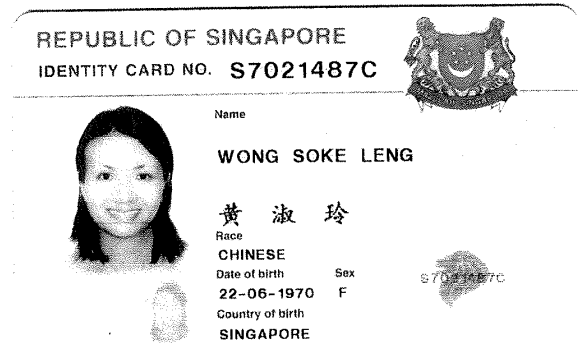 REPUBLIC OF SINGAPORE
IDENTITY CARD NO. S7021487C
Name
WONG SOKE LENG
黄 淑 玲
Race
CHINESE
Date of birth Sex
22-06-1970 F
S7021487C
Country of birth
SINGAPORE